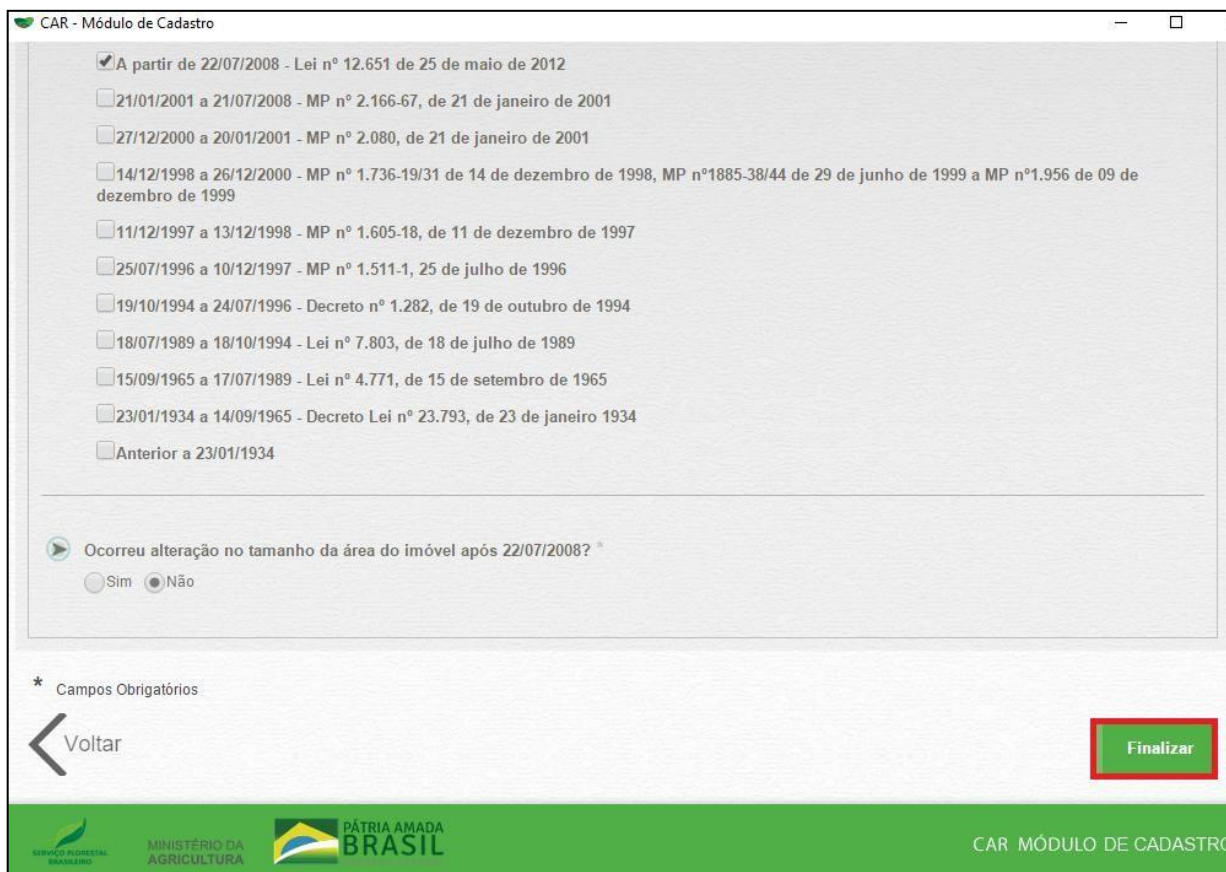 CAR - Módulo de Cadastro
A partir de 22/07/2008 - Lei nº 12.651 de 25 de maio de 2012
21/01/2001 a 21/07/2008 - MP nº 2.166-67, de 21 de janeiro de 2001
27/12/2000 a 20/01/2001 - MP nº 2.080, de 21 de janeiro de 2001
14/12/1998 a 26/12/2000 - MP nº 1.736-19/31 de 14 de dezembro de 1998, MP nº1885-38/44 de 29 de junho de 1999 a MP nº1.956 de 09 de
dezembro de 1999
11/12/1997 a 13/12/1998 - MP nº 1.605-18, de 11 de dezembro de 1997
25/07/1996 a 10/12/1997 - MP nº 1.511-1, 25 de julho de 1996
19/10/1994 a 24/07/1996 - Decreto nº 1.282, de 19 de outubro de 1994
18/07/1989 a 18/10/1994 - Lei nº 7.803, de 18 de julho de 1989
15/09/1965 a 17/07/1989 - Lei nº 4.771, de 15 de setembro de 1965
23/01/1934 a 14/09/1965 - Decreto Lei nº 23.793, de 23 de janeiro 1934
Anterior a 23/01/1934
Ocorreu alteração no tamanho da área do imóvel após 22/07/2008? *
Sim Não
* Campos Obrigatórios
Voltar
Finalizar
SERVIÇO FLORESTAL
BRASILEIRO
MINISTÉRIO DA
AGRICULTURA
PÁTRIA AMADA
BRASIL
CAR MÓDULO DE CADASTRO